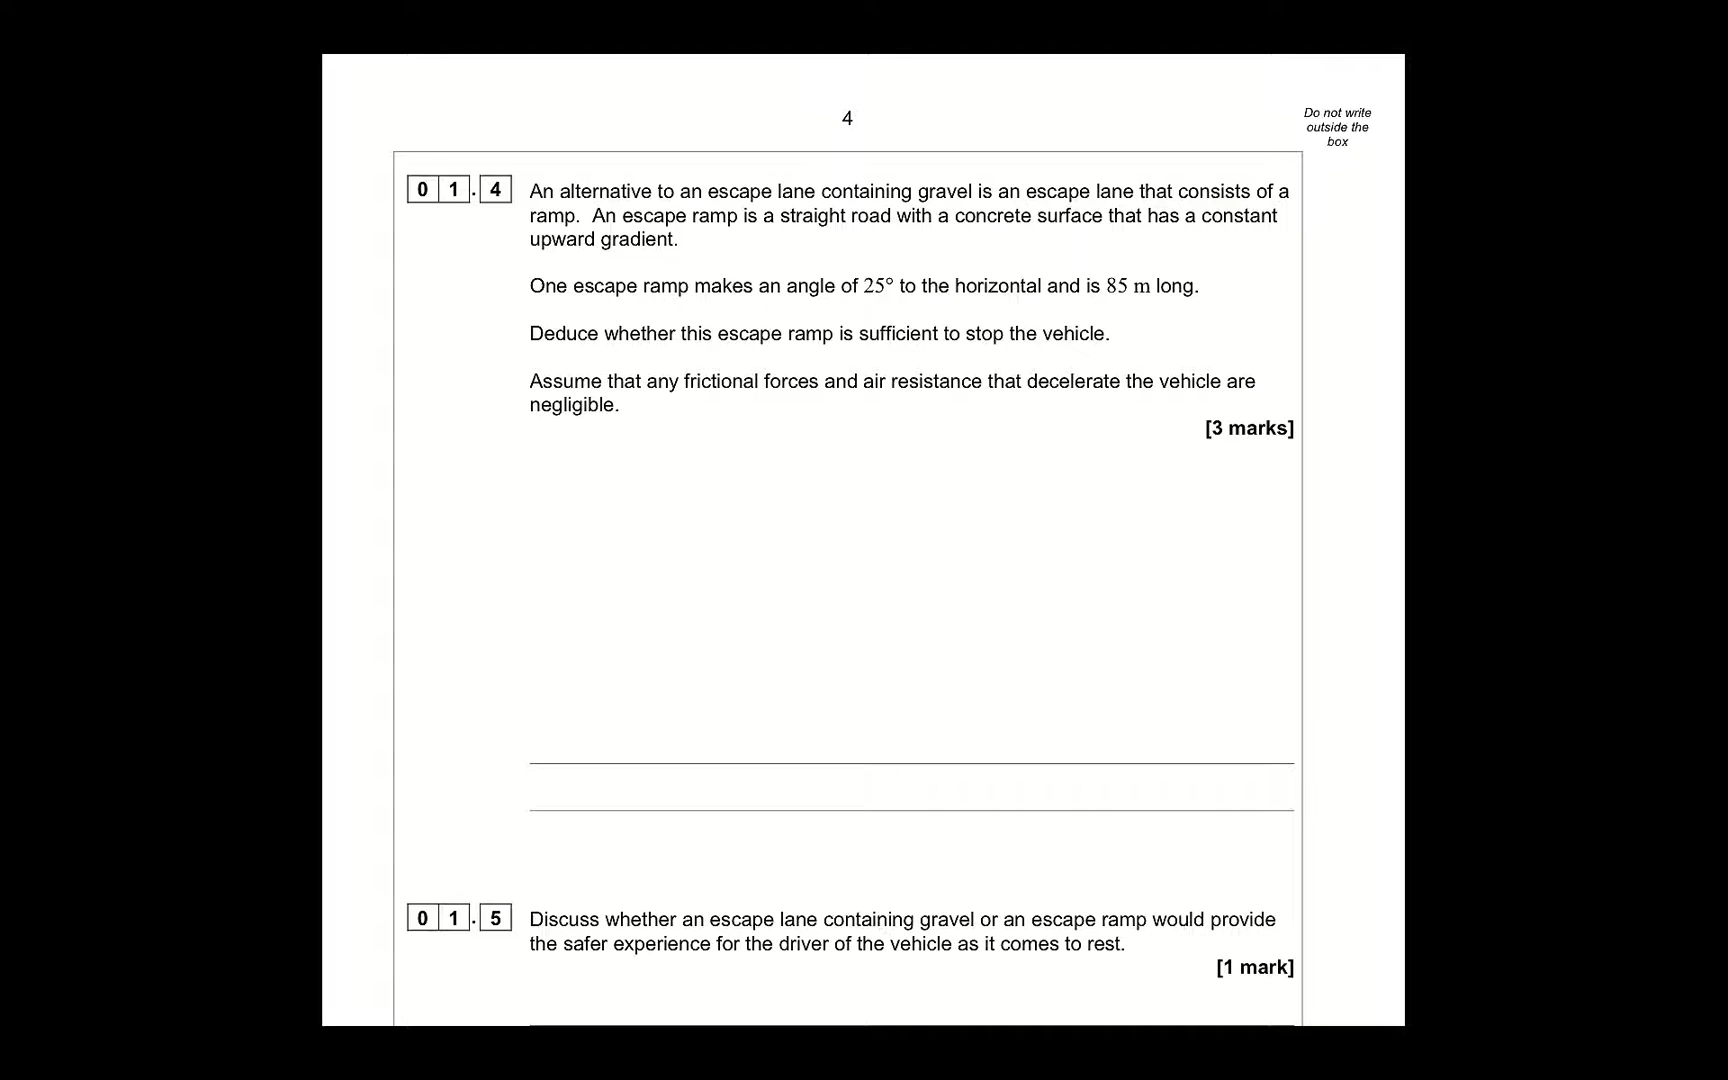 4
Do not write
outside the
box
0 1 . 4 An alternative to an escape lane containing gravel is an escape lane that consists of a
ramp. An escape ramp is a straight road with a concrete surface that has a constant
upward gradient.
One escape ramp makes an angle of 25° to the horizontal and is 85 m long.
Deduce whether this escape ramp is sufficient to stop the vehicle.
Assume that any frictional forces and air resistance that decelerate the vehicle are
negligible.
[3 marks]
0 1 . 5 Discuss whether an escape lane containing gravel or an escape ramp would provide
the safer experience for the driver of the vehicle as it comes to rest.
[1 mark]